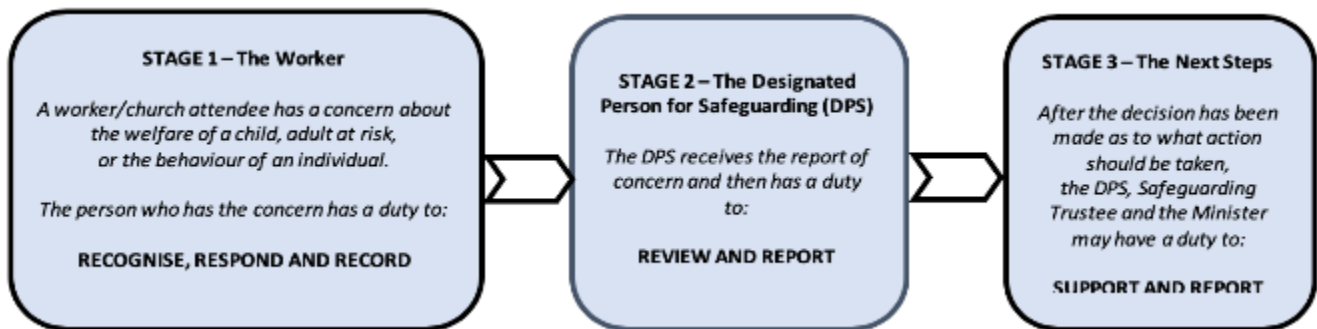 STAGE 1 – The Worker
A worker/church attendee has a concern about
the welfare of a child, adult at risk,
or the behaviour of an individual.
The person who has the concern has a duty to:
RECOGNISE, RESPOND AND RECORD
STAGE 2 – The Designated
Person for Safeguarding (DPS)
The DPS receives the report of
concern and then has a duty
to:
REVIEW AND REPORT
STAGE 3 – The Next Steps
After the decision has been
made as to what action
should be taken,
the DPS, Safeguarding
Trustee and the Minister
may have a duty to:
SUPPORT AND REPORT